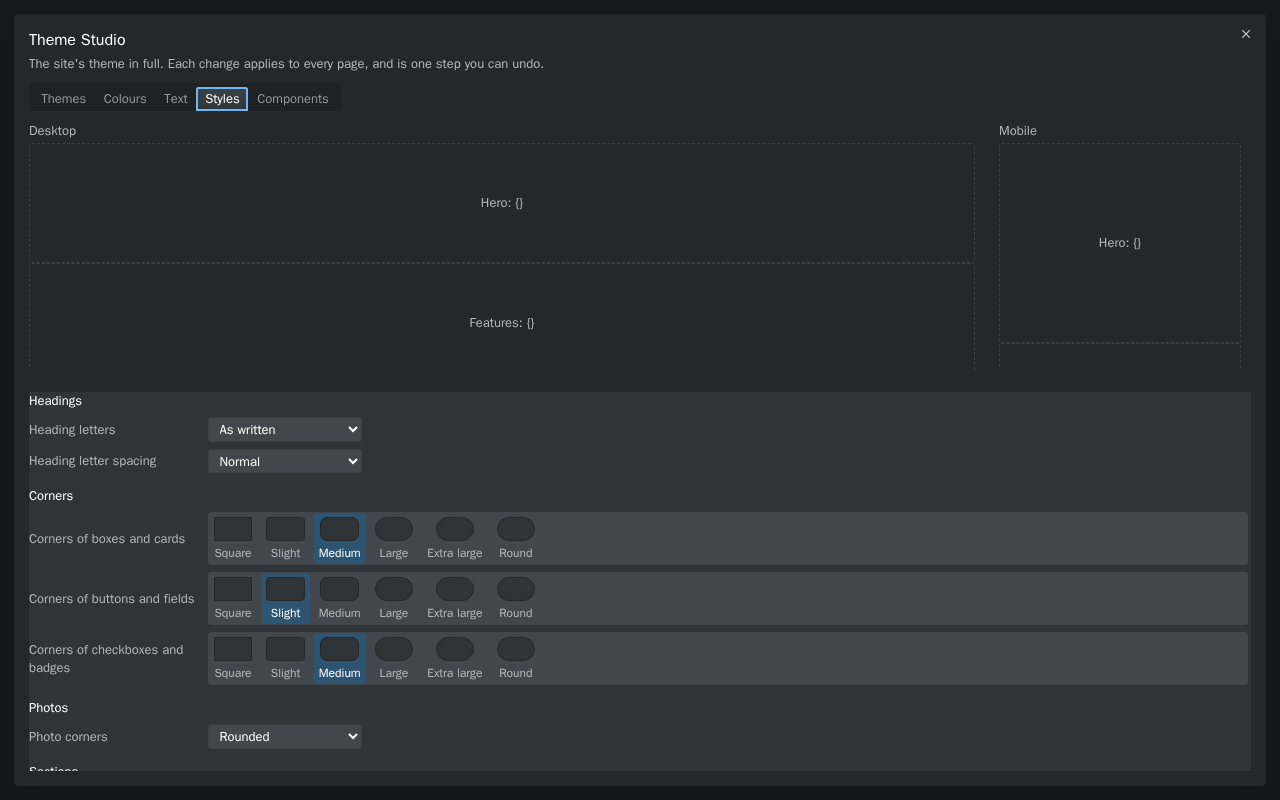 Theme Studio
×
The site's theme in full. Each change applies to every page, and is one step you can undo.
Themes Colours Text Styles Components
Desktop
Mobile
Hero: {}
Hero: {}
Features: {}
Headings
Heading letters As written
Heading letter spacing Normal
Corners
Corners of boxes and cards Square Slight Medium Large Extra large Round
Corners of buttons and fields Square Slight Medium Large Extra large Round
Corners of checkboxes and badges Square Slight Medium Large Extra large Round
Photos
Photo corners Rounded
Sections